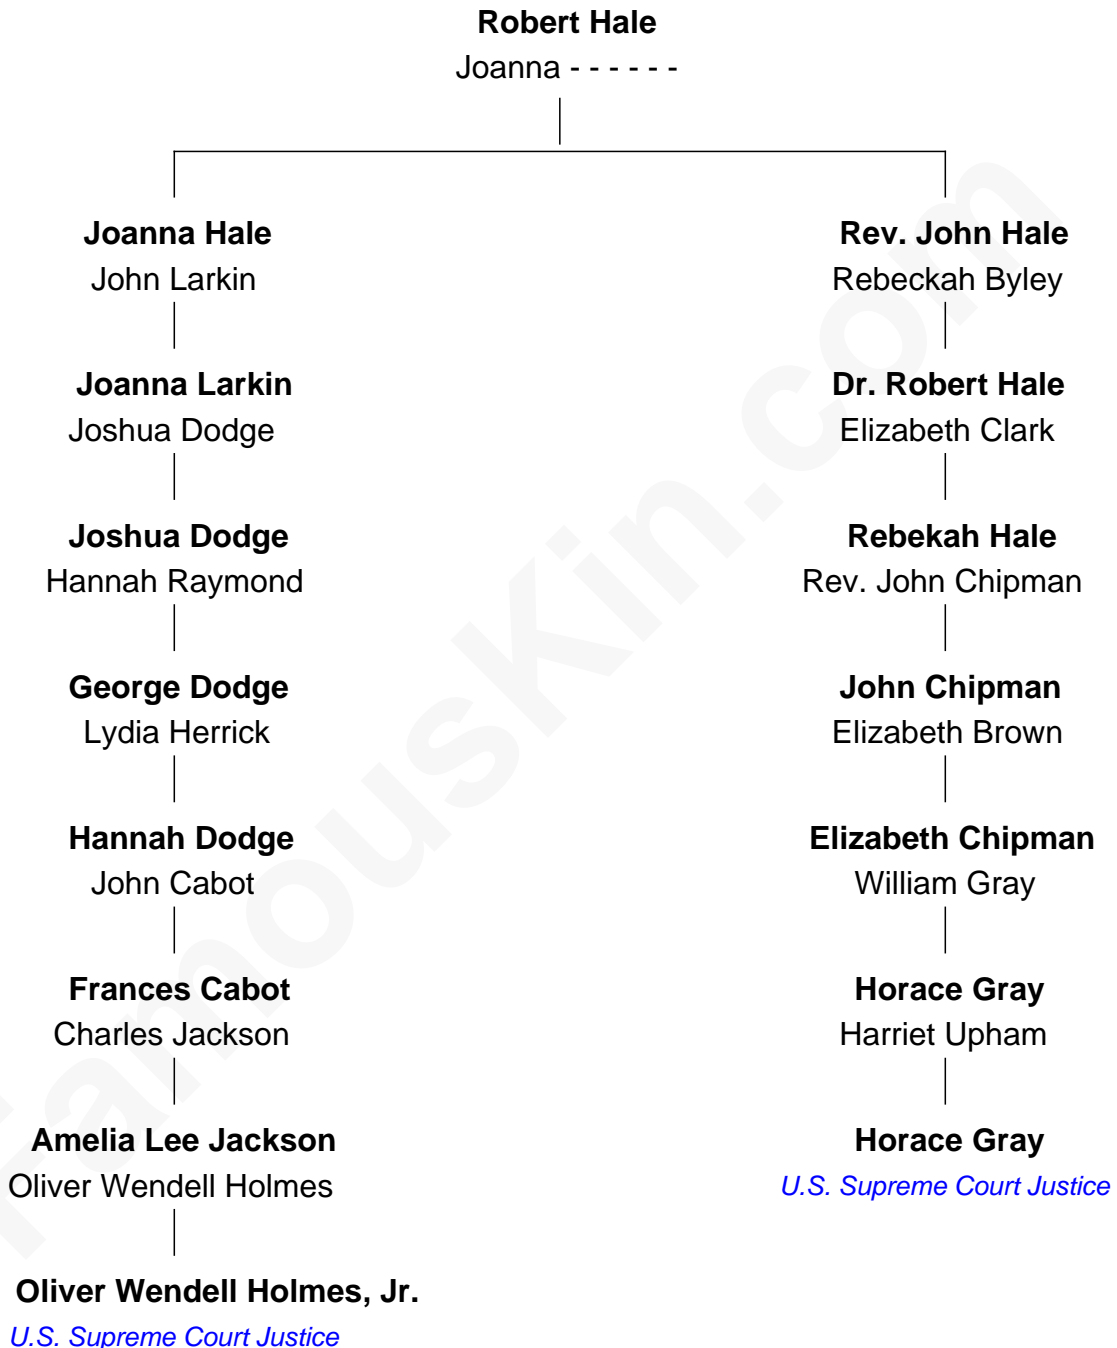 Robert Hale
Joanna - - - - - -
Joanna Hale
John Larkin
Rev. John Hale
Rebeckah Byley
Joanna Larkin
Joshua Dodge
Dr. Robert Hale
Elizabeth Clark
Joshua Dodge
Hannah Raymond
Rebekah Hale
Rev. John Chipman
George Dodge
Lydia Herrick
John Chipman
Elizabeth Brown
Hannah Dodge
John Cabot
Elizabeth Chipman
William Gray
Frances Cabot
Charles Jackson
Horace Gray
Harriet Upham
Amelia Lee Jackson
Oliver Wendell Holmes
Horace Gray
U.S. Supreme Court Justice
Oliver Wendell Holmes, Jr.
U.S. Supreme Court Justice
FamousKin.com